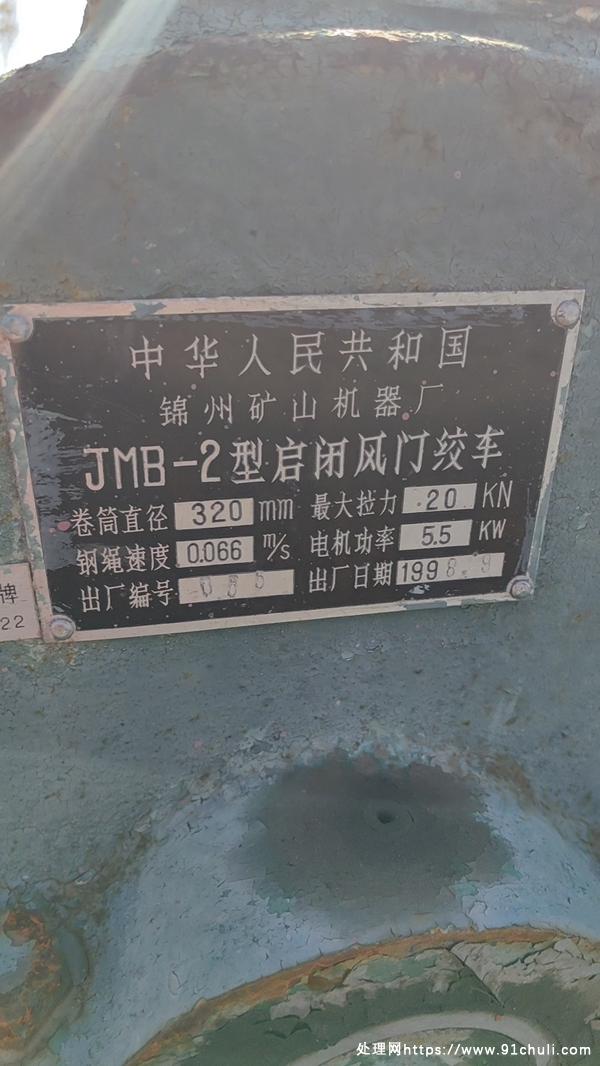 中华人民共和国
锦州矿山机器厂
JMB-2型启闭风门绞车
卷筒直径 320 mm 最大拉力 20 KN
钢绳速度 0.066 m/s 电机功率 5.5 KW
出厂编号 出厂日期 1998.9
牌
22
处理网https://www.91chuli.com